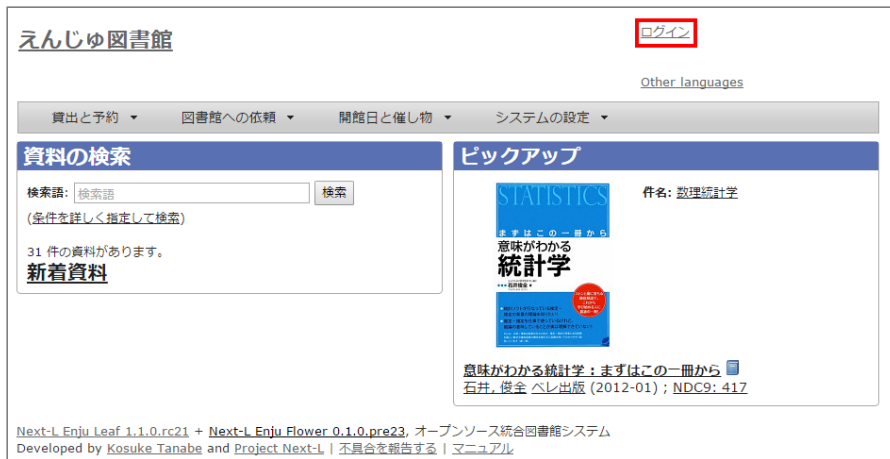 えんじゅ図書館
ログイン
Other languages
貸出と予約 ▼ 図書館への依頼 ▼ 開館日と催し物 ▼ システムの設定 ▼
資料の検索
検索語: 検索語 検索
(条件を詳しく指定して検索)
31 件の資料があります。
新着資料
ピックアップ
STATISTICS
まずはこの一冊から
意味がわかる
統計学
石井俊全
件名: 数理統計学
意味がわかる統計学 : まずはこの一冊から
石井, 俊全 ベレ出版 (2012-01) ; NDC9: 417
Next-L Enju Leaf 1.1.0.rc21 + Next-L Enju Flower 0.1.0.pre23, オープンソース統合図書館システム
Developed by Kosuke Tanabe and Project Next-L | 不具合を報告する | マニュアル